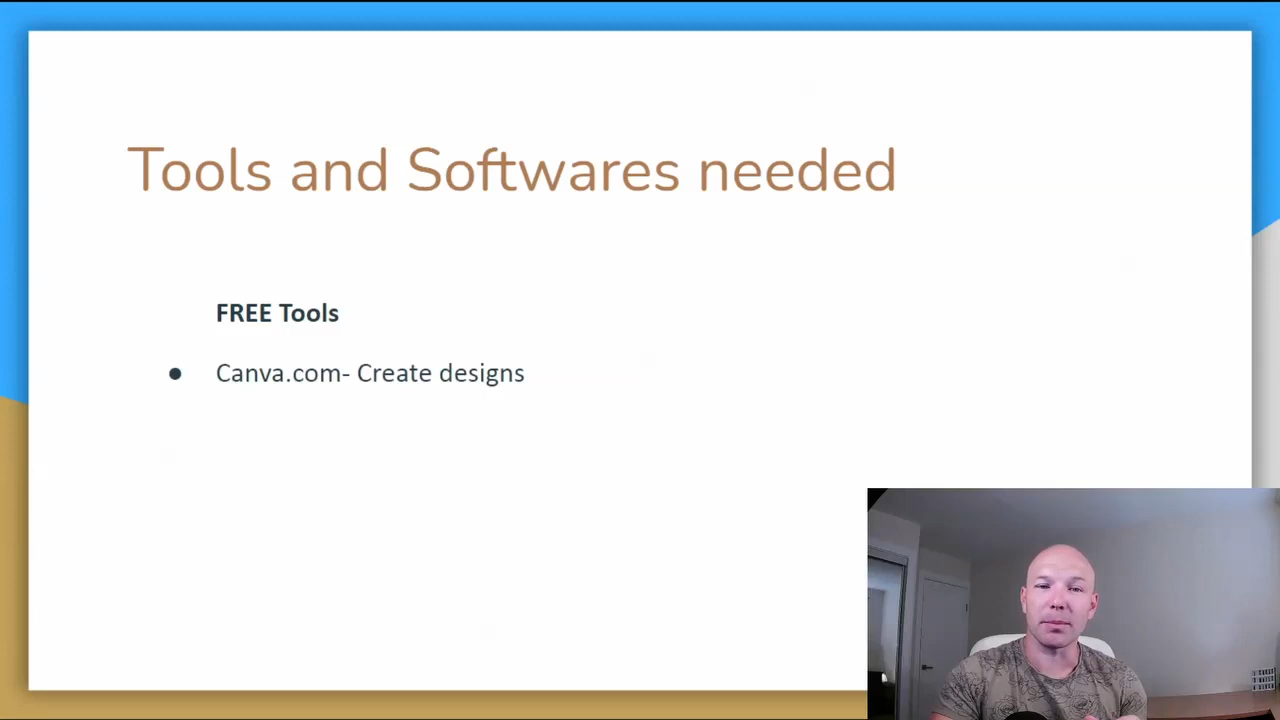 Tools and Softwares needed
FREE Tools
● Canva.com- Create designs